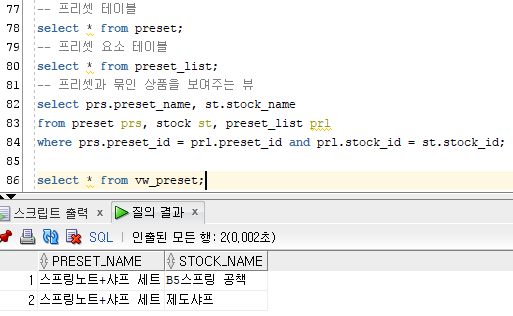 77 -- 프리셋 테이블
78 select * from preset;
79 -- 프리셋 요소 테이블
80 select * from preset_list;
81 -- 프리셋과 묶인 상품을 보여주는 뷰
82 select prs.preset_name, st.stock_name
83 from preset prs, stock st, preset_list prl
84 where prs.preset_id = prl.preset_id and prl.stock_id = st.stock_id;
85
86 select * from vw_preset;
스크립트 출력 x 질의 결과 x
SQL | 인출된 모든 행: 2(0,002초)
PRESET_NAME STOCK_NAME
1 스프링노트+샤프 세트 B5스프링 공책
2 스프링노트+샤프 세트 제도샤프